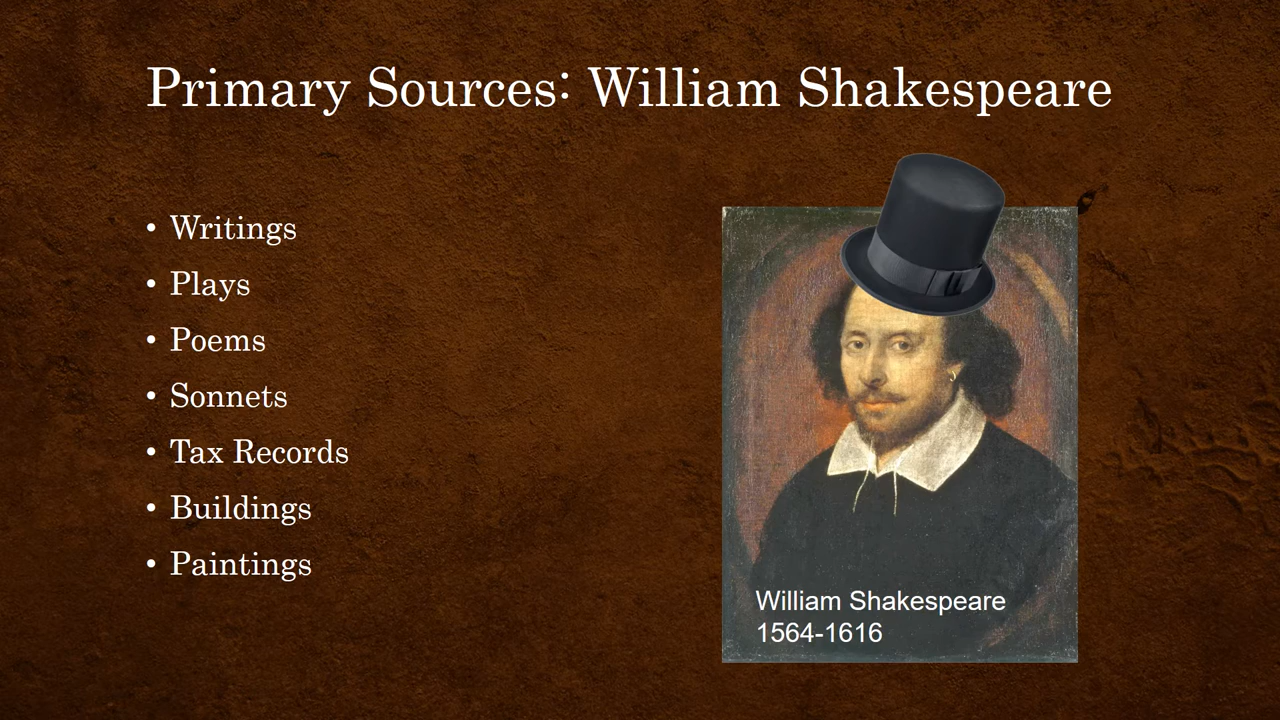 Primary Sources: William Shakespeare
• Writings
• Plays
• Poems
• Sonnets
• Tax Records
• Buildings
• Paintings
William Shakespeare
1564-1616